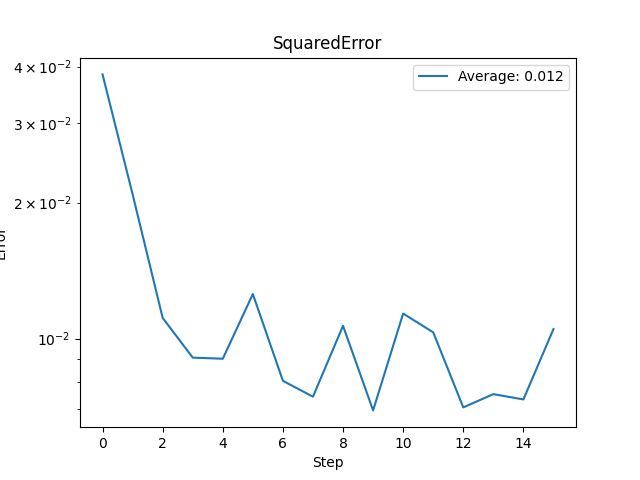 SquaredError
Average: 0.012
4 × 10⁻²
3 × 10⁻²
2 × 10⁻²
10⁻²
Error
0 2 4 6 8 10 12 14
Step